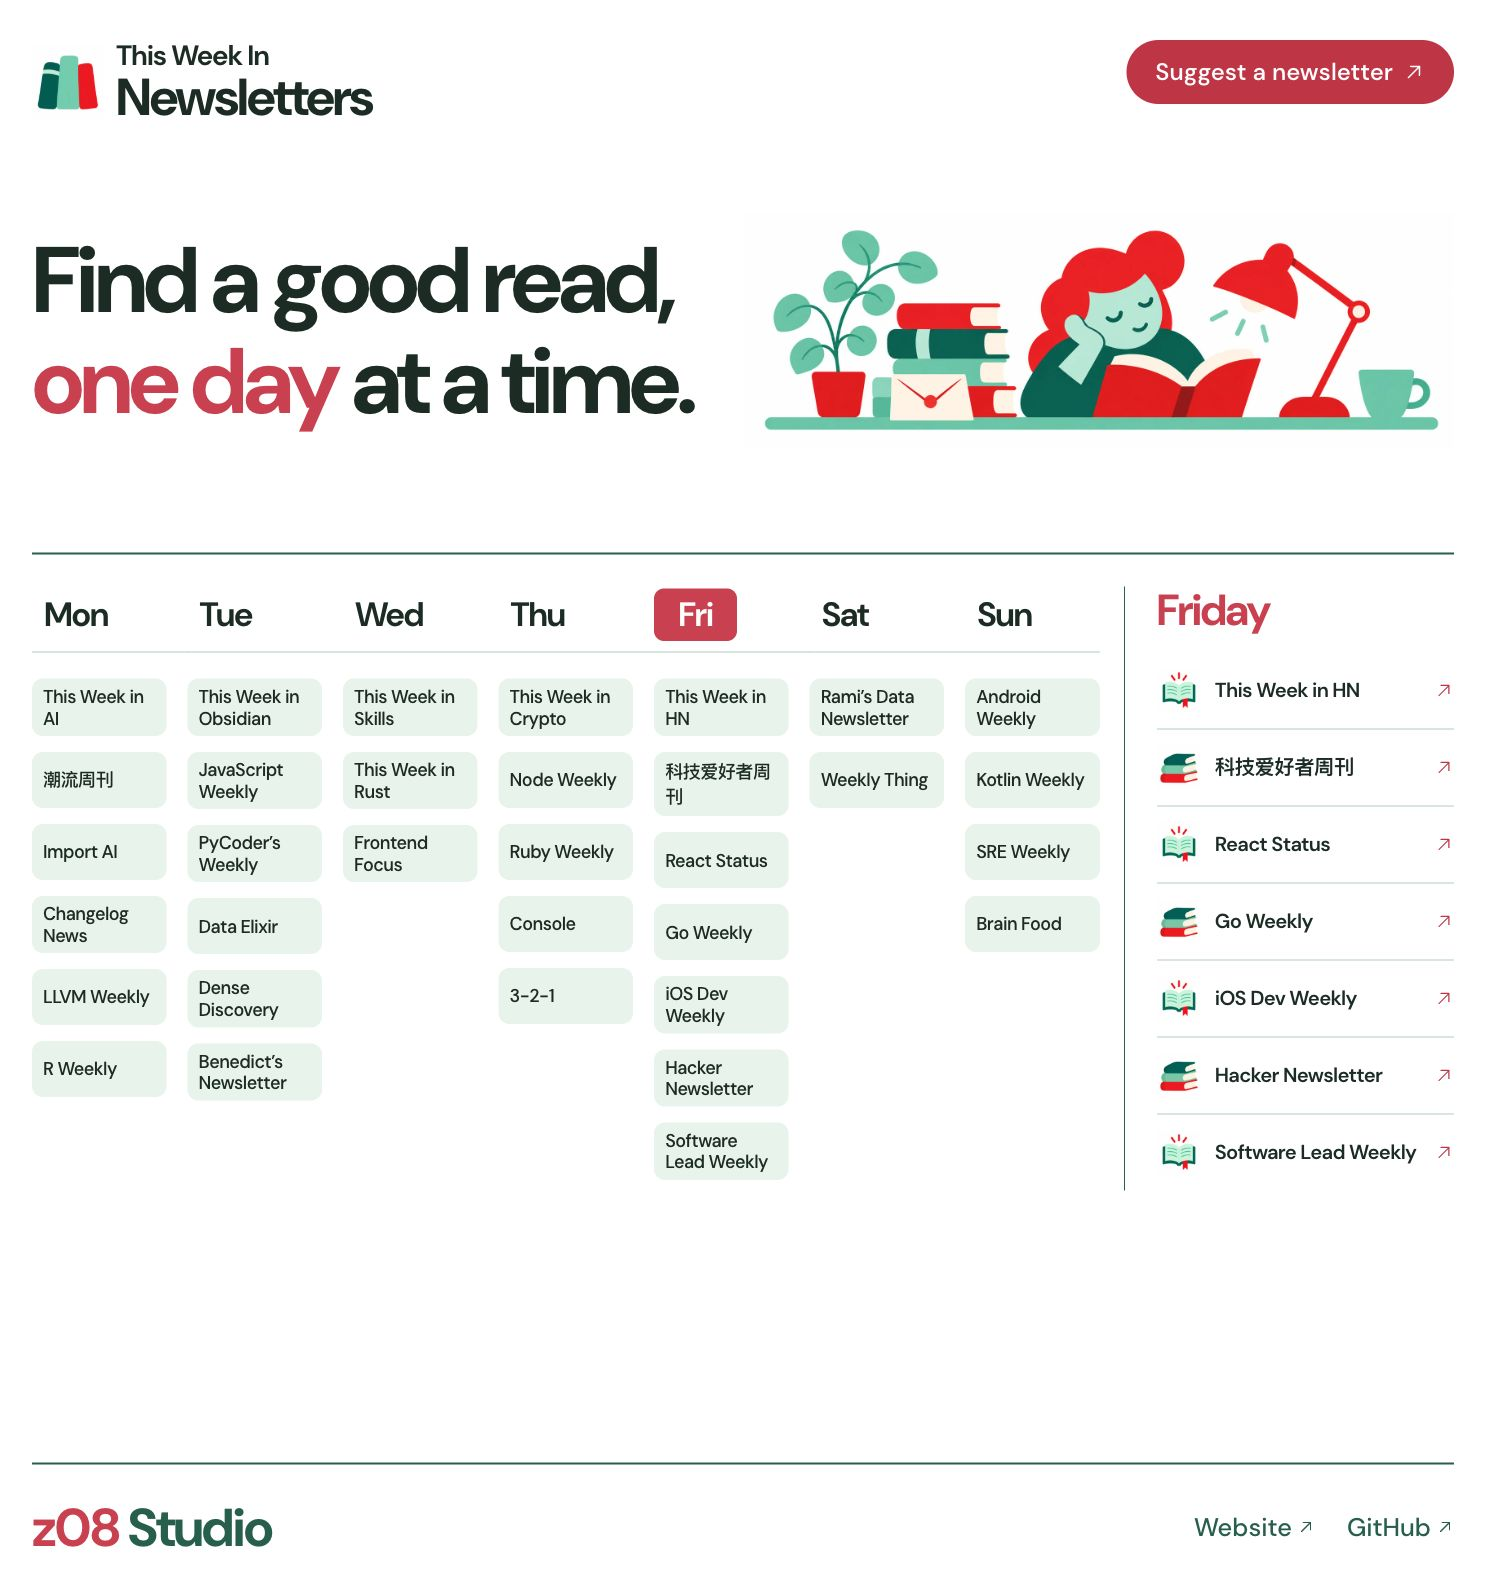 This Week In
Newsletters
Suggest a newsletter ↗
Find a good read,
one day at a time.
Mon
This Week in
AI
潮流周刊
Import AI
Changelog
News
LLVM Weekly
R Weekly
Tue
This Week in
Obsidian
JavaScript
Weekly
PyCoder’s
Weekly
Data Elixir
Dense
Discovery
Benedict’s
Newsletter
Wed
This Week in
Skills
This Week in
Rust
Frontend
Focus
Thu
This Week in
Crypto
Node Weekly
Ruby Weekly
Console
3-2-1
Fri
This Week in
HN
科技爱好者周
刊
React Status
Go Weekly
iOS Dev
Weekly
Hacker
Newsletter
Software
Lead Weekly
Sat
Rami’s Data
Newsletter
Weekly Thing
Sun
Android
Weekly
Kotlin Weekly
SRE Weekly
Brain Food
Friday
This Week in HN ↗
科技爱好者周刊 ↗
React Status ↗
Go Weekly ↗
iOS Dev Weekly ↗
Hacker Newsletter ↗
Software Lead Weekly ↗
z08 Studio
Website ↗
GitHub ↗